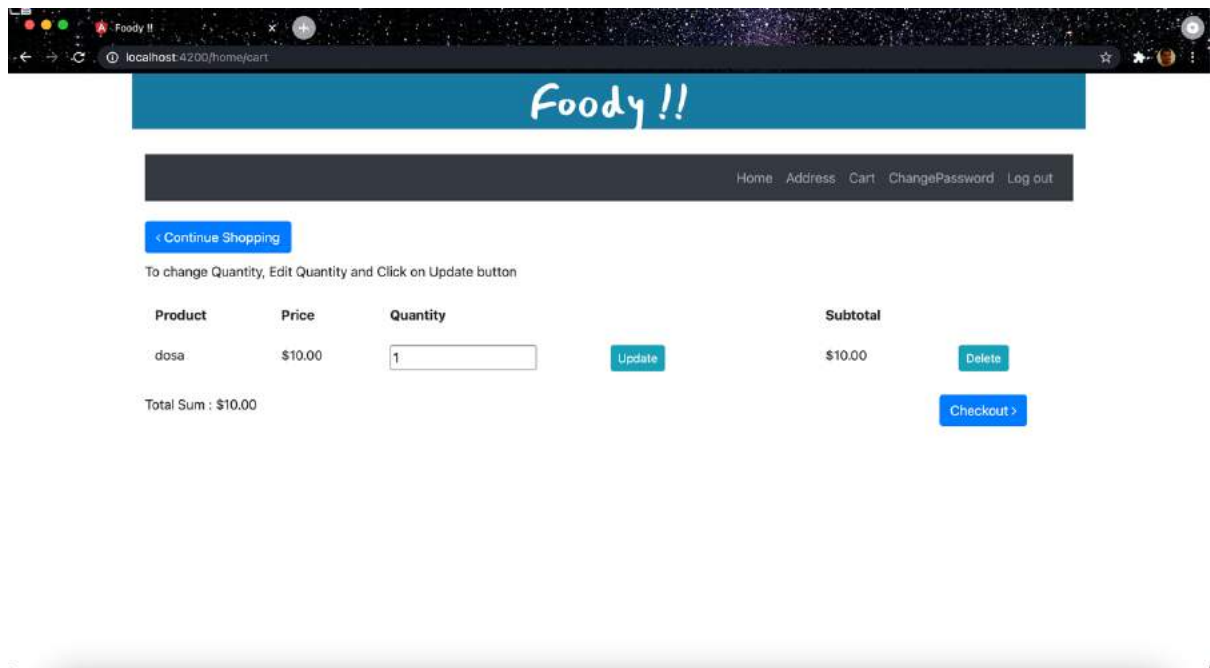 Foody !!
localhost:4200/home/cart
Foody !!
Home Address Cart ChangePassword Log out
< Continue Shopping
To change Quantity, Edit Quantity and Click on Update button
Product Price Quantity Subtotal
dosa $10.00 1 Update $10.00 Delete
Total Sum : $10.00 Checkout >